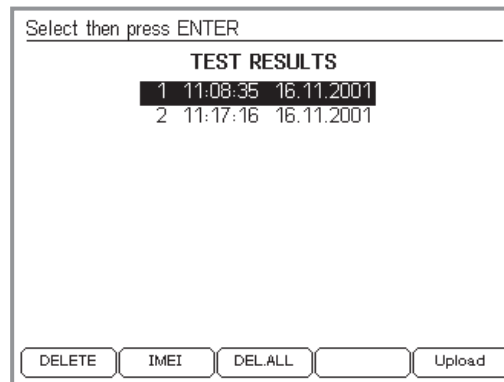 Select then press ENTER
TEST RESULTS
1 11:08:35 16.11.2001
2 11:17:16 16.11.2001
DELETE IMEI DEL.ALL Upload